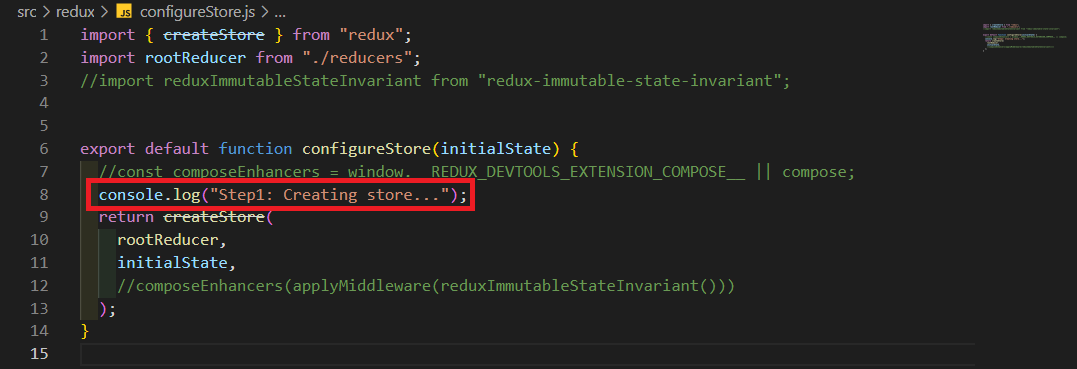 src > redux > JS configureStore.js > ...
1 import { createStore } from "redux";
2 import rootReducer from "./reducers";
3 //import reduxImmutableStateInvariant from "redux-immutable-state-invariant";
4
5
6 export default function configureStore(initialState) {
7 //const composeEnhancers = window.__REDUX_DEVTOOLS_EXTENSION_COMPOSE__ || compose;
8 console.log("Step1: Creating store...");
9 return createStore(
10 rootReducer,
11 initialState,
12 //composeEnhancers(applyMiddleware(reduxImmutableStateInvariant()))
13 );
14 }
15